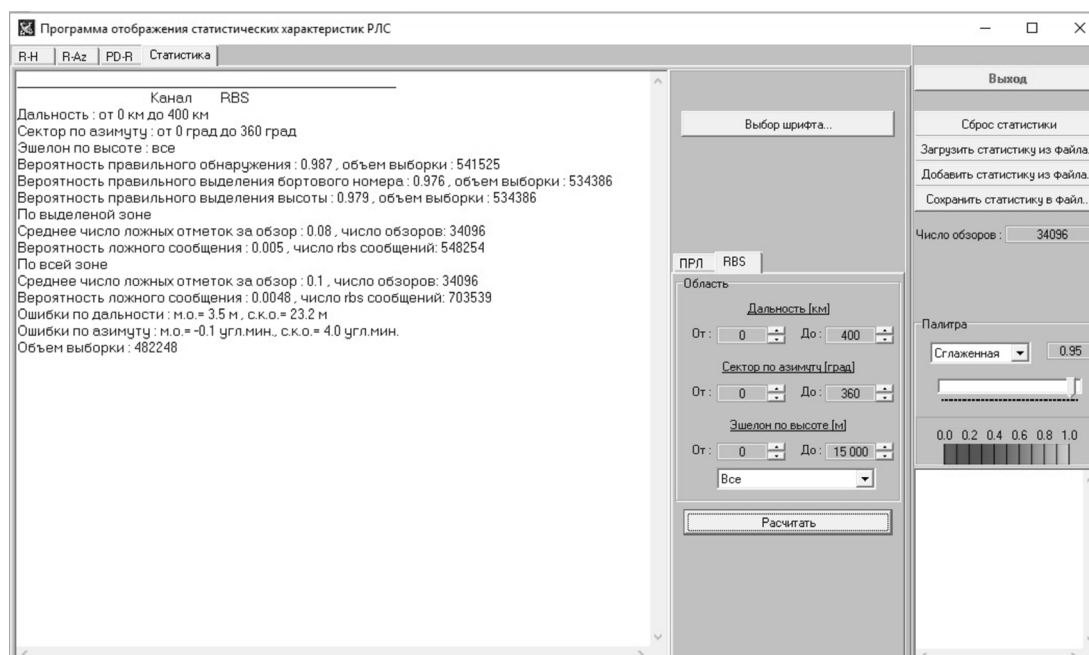 Программа отображения статистических характеристик РЛС
R-H R-Az PD-R Статистика
Канал RBS
Дальность : от 0 км до 400 км
Сектор по азимуту : от 0 град до 360 град
Эшелон по высоте : все
Вероятность правильного обнаружения : 0.987 , объем выборки : 541525
Вероятность правильного выделения бортового номера : 0.976 , объем выборки : 534386
Вероятность правильного выделения высоты : 0.979 , объем выборки : 534386
По выделеной зоне
Среднее число ложных отметок за обзор : 0.08 , число обзоров: 34096
Вероятность ложного сообщения : 0.005 , число rbs сообщений: 548254
По всей зоне
Среднее число ложных отметок за обзор : 0.1 , число обзоров: 34096
Вероятность ложного сообщения : 0.0048 , число rbs сообщений: 703539
Ошибки по дальности : м.о.= 3.5 м , с.к.о.= 23.2 м
Ошибки по азимуту : м.о.= -0.1 угл.мин., с.к.о.= 4.0 угл.мин.
Объем выборки : 482248
Выбор шрифта...
ПРЛ RBS
Область
Дальность [км]
От : 0 До : 400
Сектор по азимуту [град]
От : 0 До : 360
Эшелон по высоте [м]
От : 0 До : 15 000
Все
Расчитать
Выход
Сброс статистики
Загрузить статистику из файла.
Добавить статистику из файла.
Сохранить статистику в файл..
Число обзоров : 34096
Палитра
Сглаженная 0.95
0.0 0.2 0.4 0.6 0.8 1.0